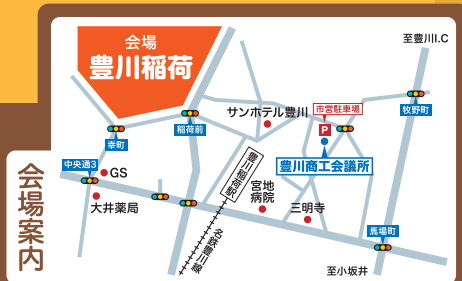 会場
豊川稲荷
至豊川I.C
サンホテル豊川
市営駐車場
P
牧野町
幸町
稲荷前
豊川商工会議所
中央通3
GS
大井薬局
豊川稲荷駅
宮地
病院
三明寺
名鉄豊川線
馬場町
至小坂井
会場案内